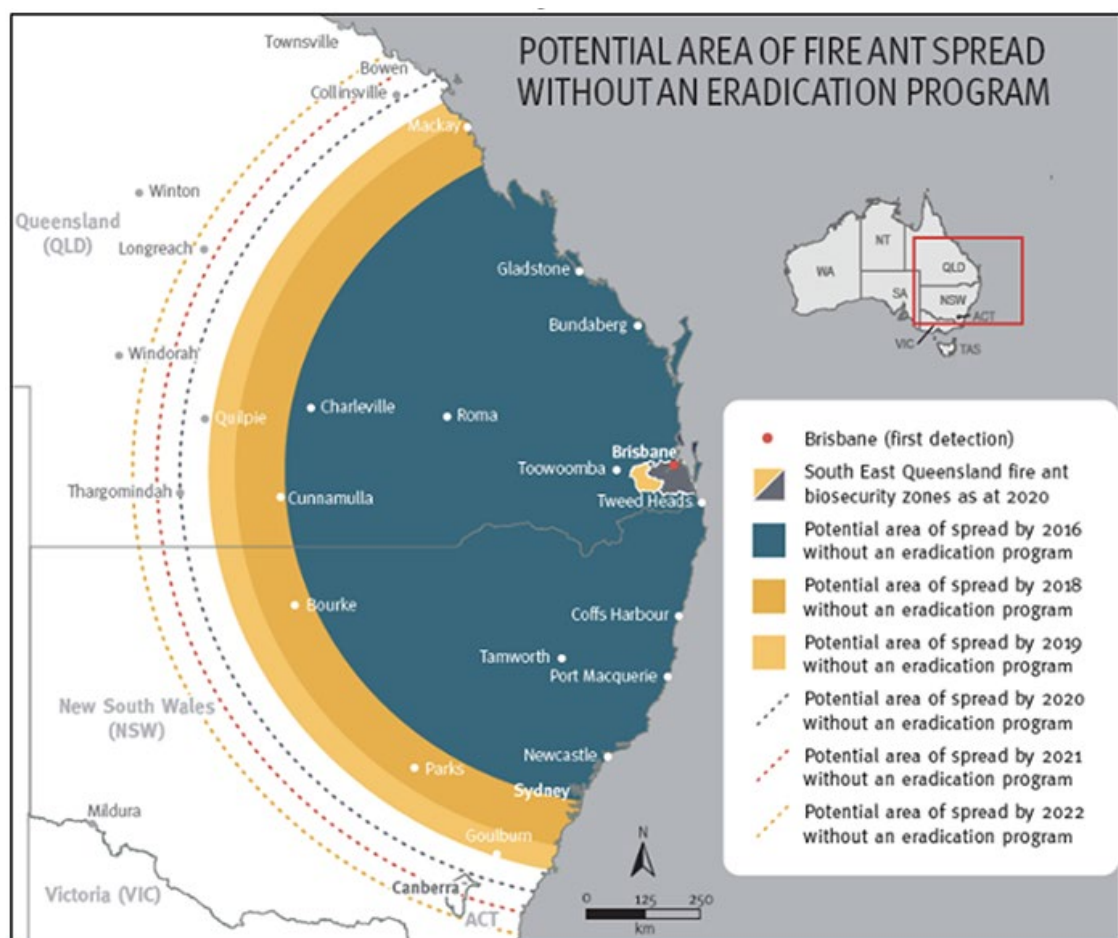 POTENTIAL AREA OF FIRE ANT SPREAD
WITHOUT AN ERADICATION PROGRAM
Townsville
Bowen
Collinsville
Mackay
Winton
Queensland
(QLD)
Longreach
Gladstone
Bundaberg
Windorah
Quilpie
Charleville
Roma
Brisbane
Toowoomba
Tweed Heads
Thargomindah
Cunnamulla
Bourke
Coffs Harbour
Tamworth
Port Macquerie
New South Wales
(NSW)
Newcastle
Parks
Sydney
Mildura
Goulburn
Canberra
ACT
Victoria (VIC)
N
0 125 250
km
WA
NT
QLD
SA
NSW
ACT
VIC
TAS
Brisbane (first detection)
South East Queensland fire ant
biosecurity zones as at 2020
Potential area of spread by 2016
without an eradication program
Potential area of spread by 2018
without an eradication program
Potential area of spread by 2019
without an eradication program
Potential area of spread by 2020
without an eradication program
Potential area of spread by 2021
without an eradication program
Potential area of spread by 2022
without an eradication program